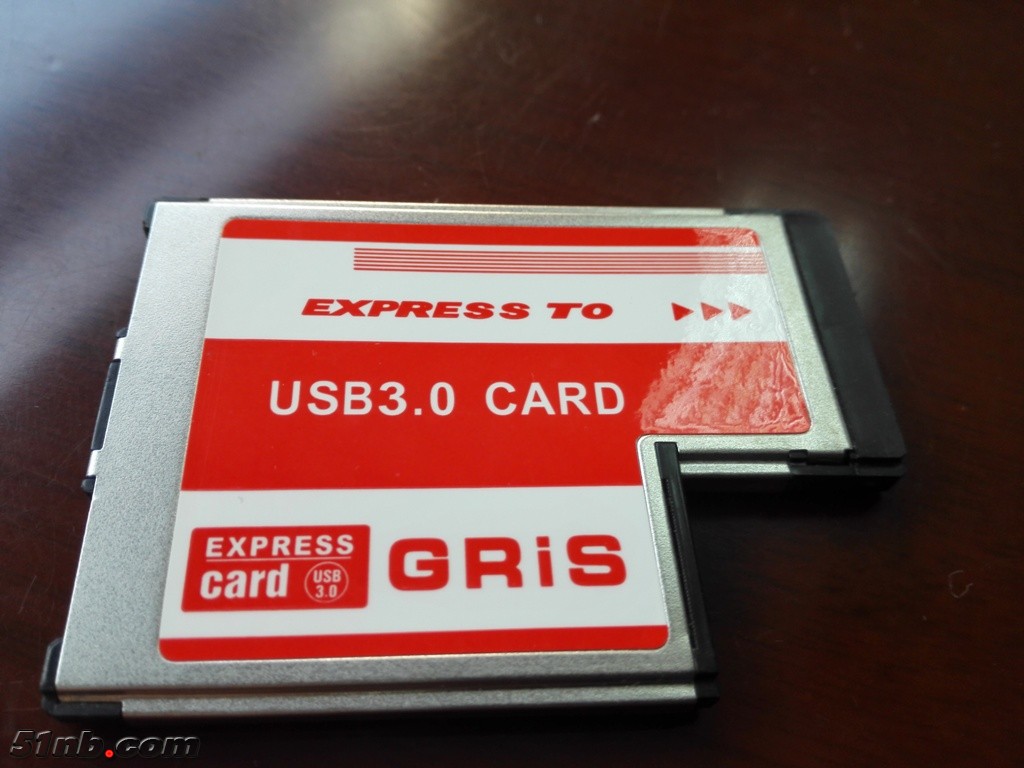 EXPRESS TO
USB3.0 CARD
EXPRESS
card
USB
3.0
GRiS
51nb.com